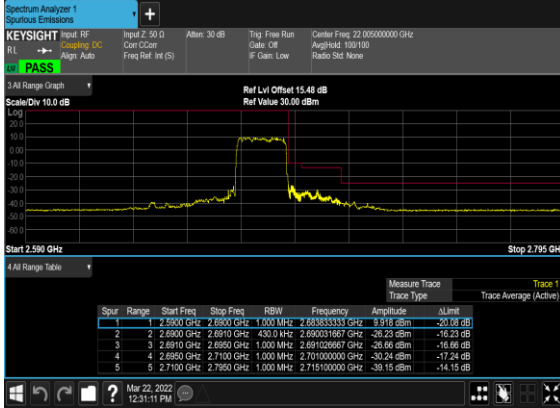 Spectrum Analyzer 1
Spurious Emissions
+
KEYSIGHT Input: RF Input Z: 50 Ω Atten: 30 dB Trig: Free Run Center Freq: 22.005000000 GHz
RL Coupling: DC Corr CCorr Gate: Off Avg|Hold: 100/100
Align: Auto Freq Ref: Int (S) IF Gain: Low Radio Std: None
PASS
3 All Range Graph
Ref Lvl Offset 15.48 dB
Scale/Div 10.0 dB Ref Value 30.00 dBm
Log
20.0
10.0
0.00
-10.0
-20.0
-30.0
-40.0
-50.0
-60.0
Start 2.590 GHz Stop 2.795 GH
4 All Range Table
Measure Trace Trace 1
Trace Type Trace Average (Active)
Spur Range Start Freq Stop Freq RBW Frequency Amplitude ΔLimit
1 1 2.5900 GHz 2.6900 GHz 1.000 MHz 2.683833333 GHz 9.918 dBm -20.08 dB
2 2 2.6900 GHz 2.6910 GHz 430.0 kHz 2.690031667 GHz -26.23 dBm -16.23 dB
3 3 2.6910 GHz 2.6950 GHz 1.000 MHz 2.691026667 GHz -26.66 dBm -16.66 dB
4 4 2.6950 GHz 2.7100 GHz 1.000 MHz 2.701000000 GHz -30.24 dBm -17.24 dB
5 5 2.7100 GHz 2.7950 GHz 1.000 MHz 2.715100000 GHz -39.15 dBm -14.15 dB
? Mar 22, 2022
12:31:11 PM